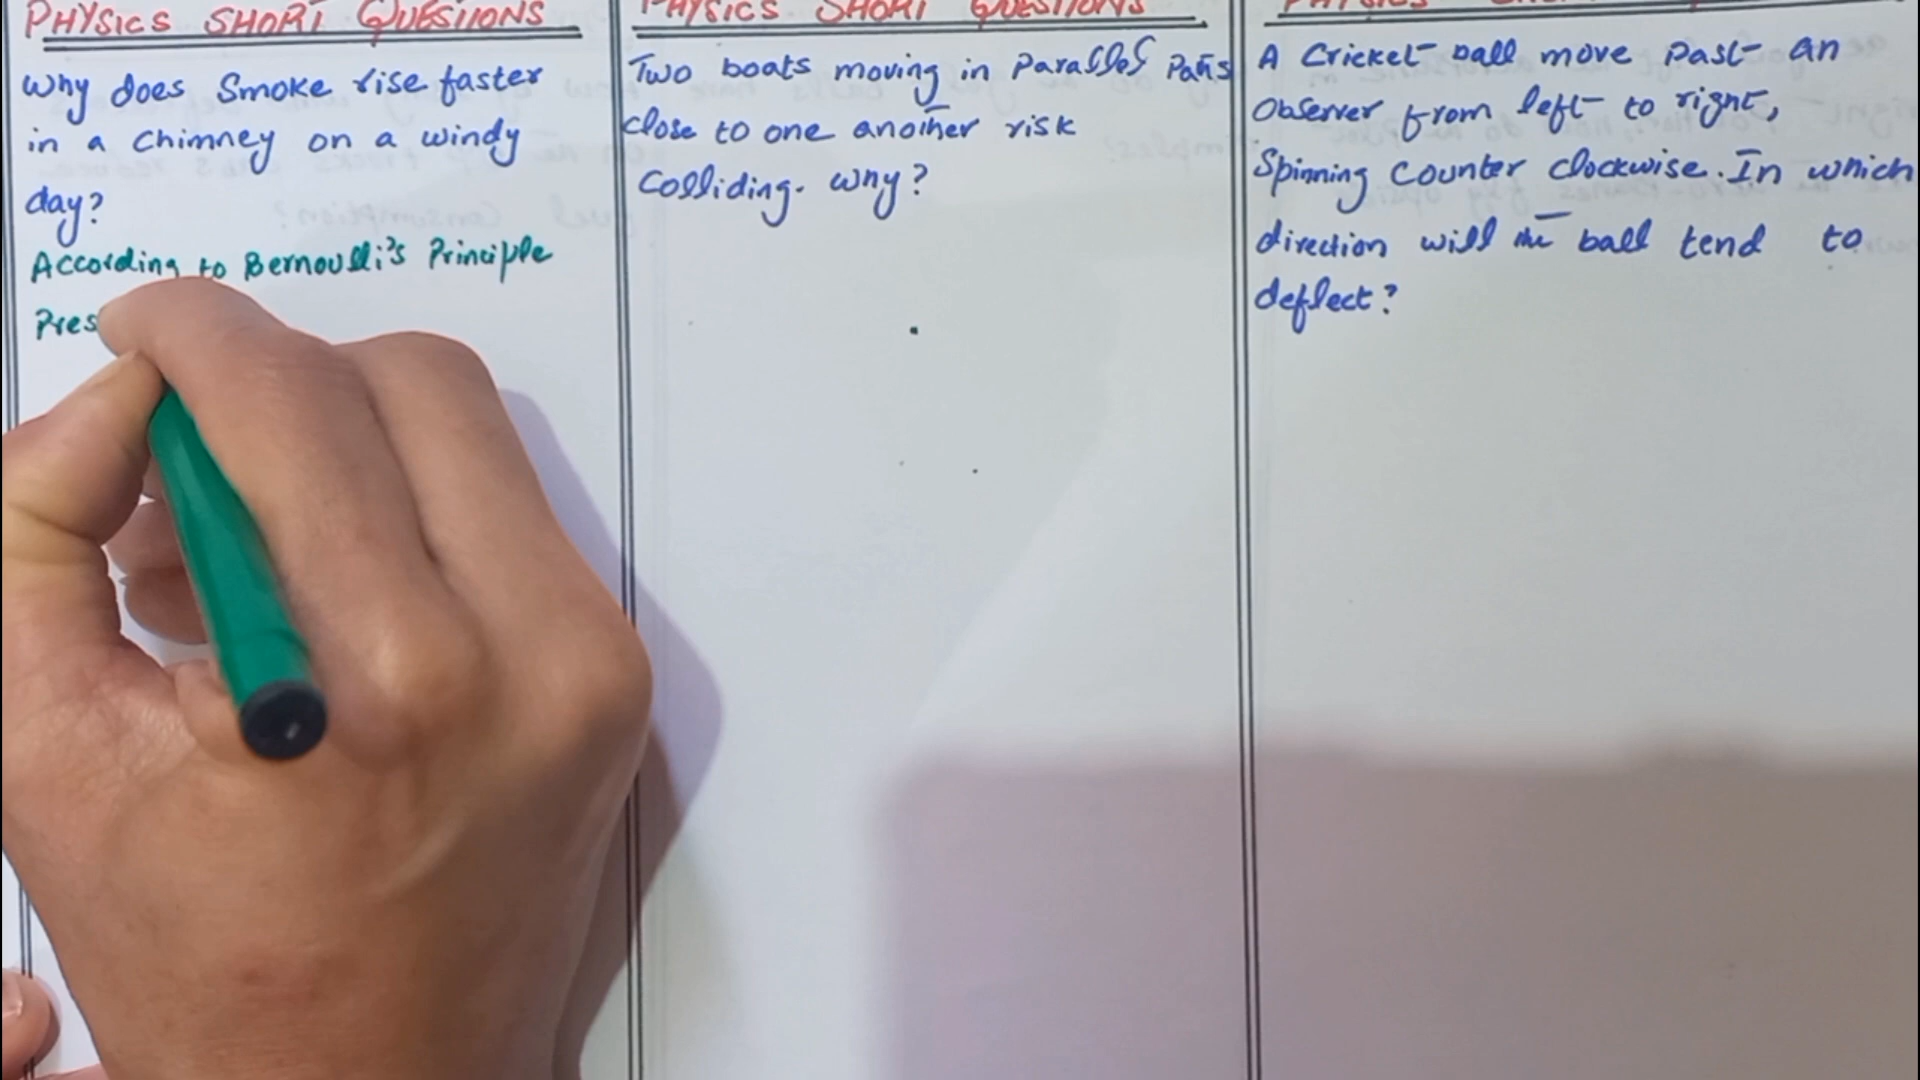 PHYSICS SHORT QUESTIONS
Why does Smoke rise faster
in a chimney on a windy
day?
According to Bernoulli's Principle
Pres
PHYSICS SHORT QUESTIONS
Two boats moving in Parallel Paths
close to one another risk
Colliding. Why?
A Cricket ball move past an
Observer from left to right,
Spinning Counter clockwise. In which
direction will the ball tend to
deflect?